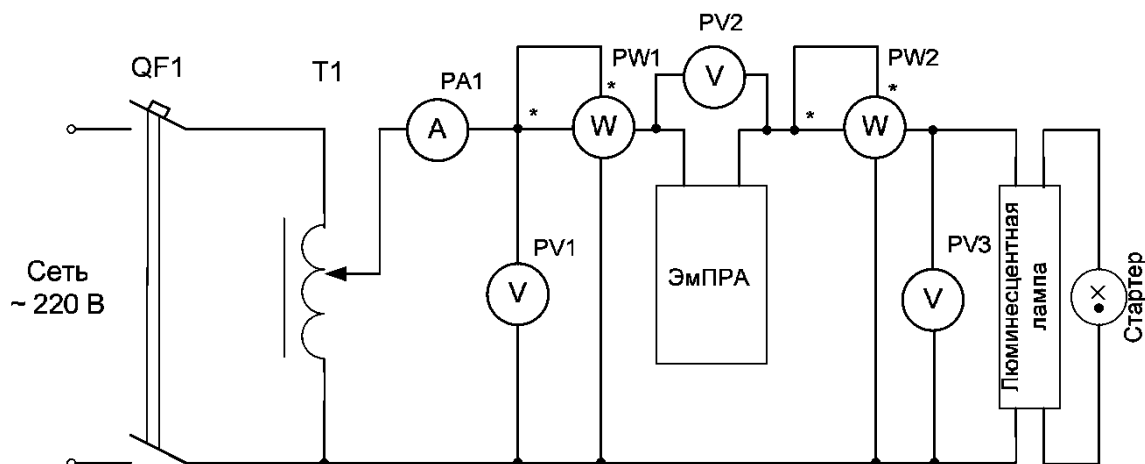 QF1
T1
PA1
A
*
PV1
V
PW1
*
W
PV2
V
ЭмПРА
*
PW2
*
W
PV3
V
Люминесцентная
лампа
Стартер
Сеть
~ 220 В